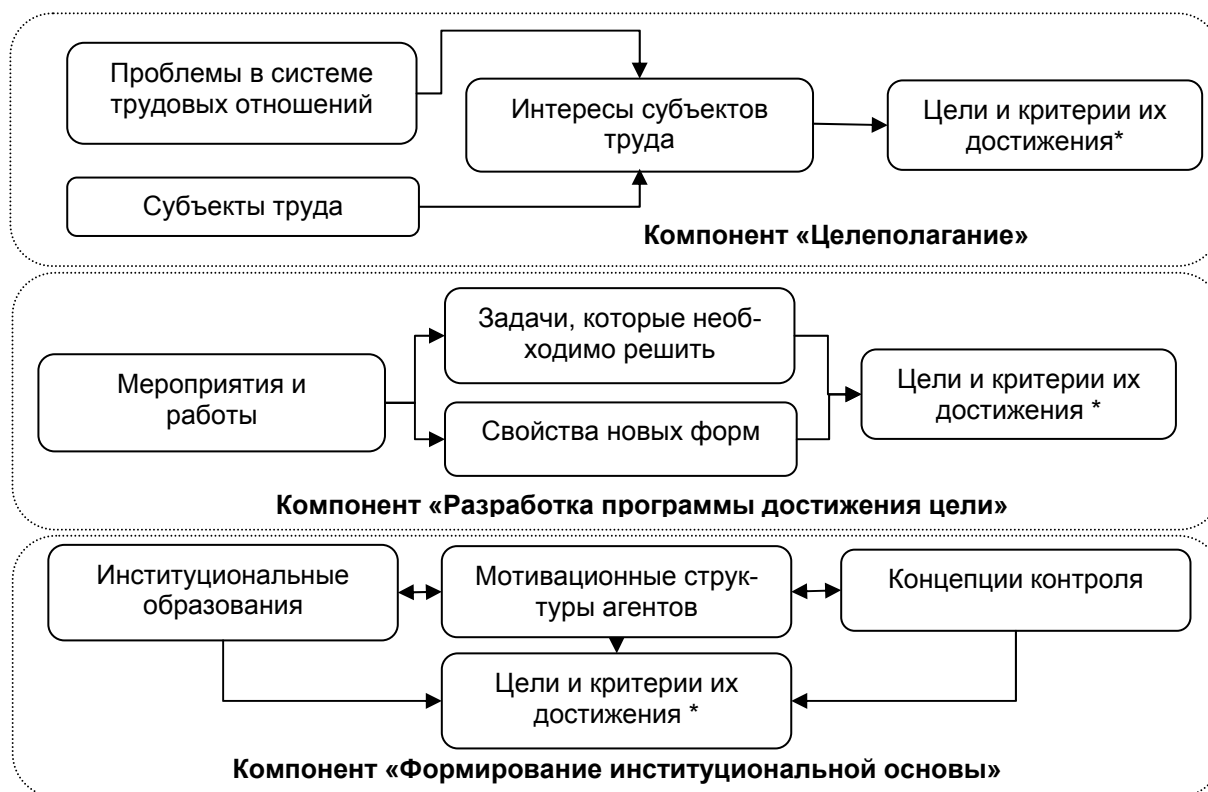 Проблемы в системе
трудовых отношений
Интересы субъектов
труда
Цели и критерии их
достижения*
Субъекты труда
Компонент «Целеполагание»
Задачи, которые необ-
ходимо решить
Мероприятия и
работы
Цели и критерии их
достижения *
Свойства новых форм
Компонент «Разработка программы достижения цели»
Институциональные
образования
Мотивационные струк-
туры агентов
Концепции контроля
Цели и критерии их
достижения *
Компонент «Формирование институциональной основы»